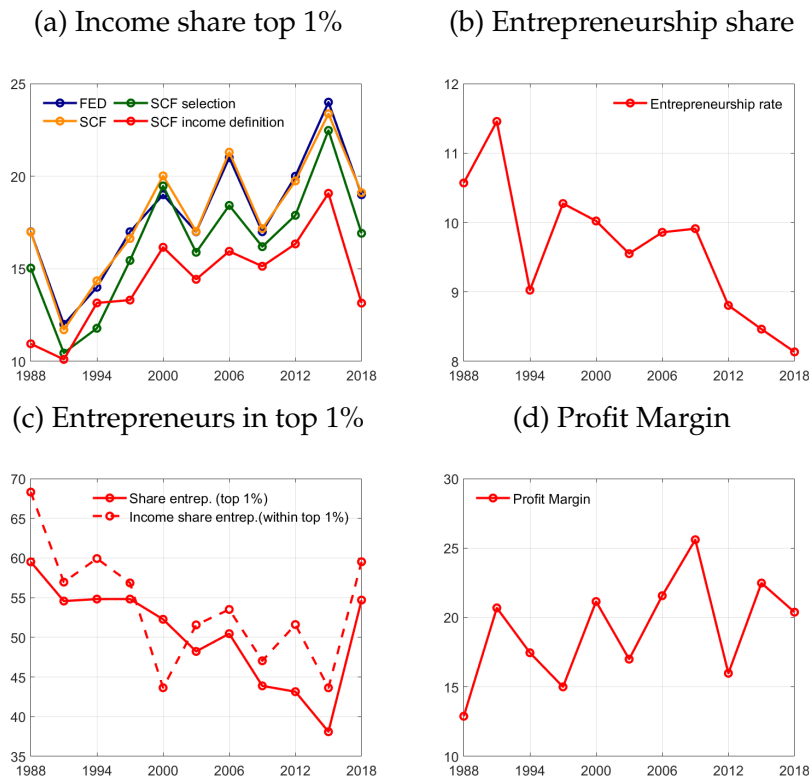 (a) Income share top 1%
(b) Entrepreneurship share
25
20
15
10
FED
SCF selection
SCF
SCF income definition
1988 1994 2000 2006 2012 2018
12
11
10
9
8
Entrepreneurship rate
1988 1994 2000 2006 2012 2018
(c) Entrepreneurs in top 1%
(d) Profit Margin
70
65
60
55
50
45
40
35
Share entrep. (top 1%)
Income share entrep.(within top 1%)
1988 1994 2000 2006 2012 2018
30
25
20
15
10
Profit Margin
1988 1994 2000 2006 2012 2018